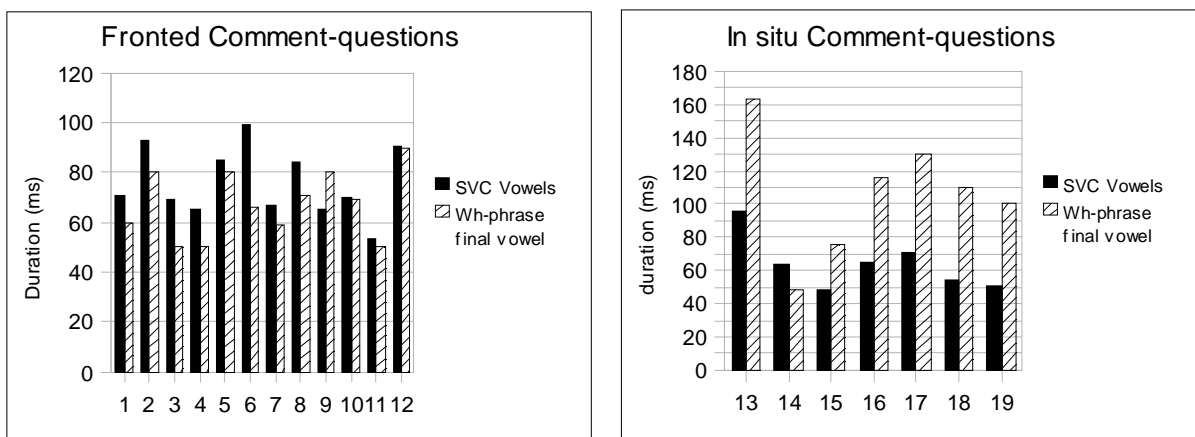 Fronted Comment-questions
120
100
80
60
40
20
0
Duration (ms)
1 2 3 4 5 6 7 8 9 10 11 12
SVC Vowels
Wh-phrase
final vowel
In situ Comment-questions
180
160
140
120
100
80
60
40
20
0
duration (ms)
13 14 15 16 17 18 19
SVC Vowels
Wh-phrase
final vowel